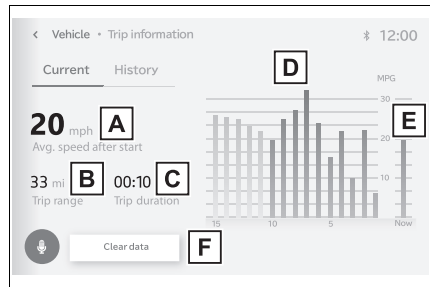 < Vehicle • Trip information 12:00
Current History
D
MPG
30
20 mph A
E
Avg. speed after start
20
33 mi B 00:10 C
Trip range Trip duration
10
15 10 5 Now
Clear data F